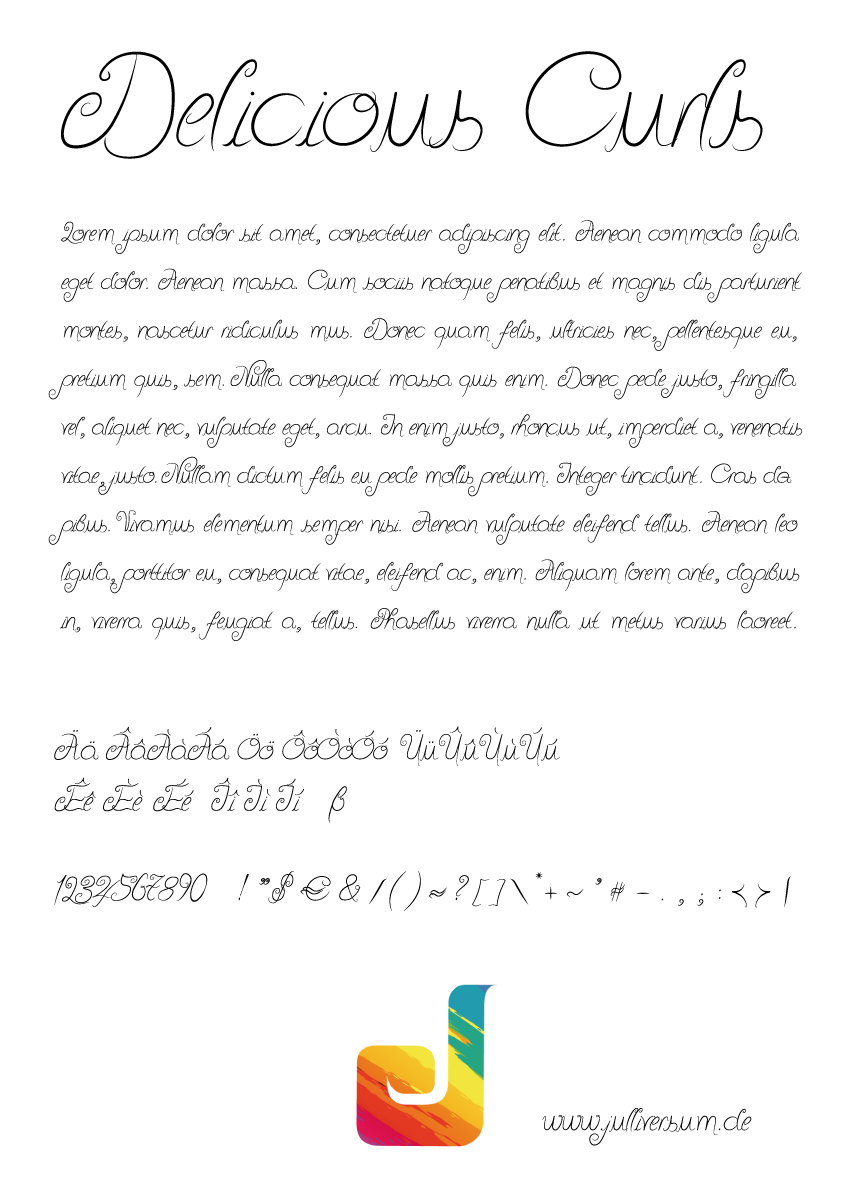 Delicious Curls
Lorem ipsum dolor sit amet, consectetuer adipiscing elit. Aenean commodo ligula
eget dolor. Aenean massa. Cum sociis natoque penatibus et magnis dis parturient
montes, nascetur ridiculus mus. Donec quam felis, ultricies nec, pellentesque eu,
pretium quis, sem. Nulla consequat massa quis enim. Donec pede justo, fringilla
vel, aliquet nec, vulputate eget, arcu. In enim justo, rhoncus ut, imperdiet a, venenatis
vitae, justo. Nullam dictum felis eu pede mollis pretium. Integer tincidunt. Cras da
pibus. Vivamus elementum semper nisi. Aenean vulputate eleifend tellus. Aenean leo
ligula, porttitor eu, consequat vitae, eleifend ac, enim. Aliquam lorem ante, dapibus
in, viverra quis, feugiat a, tellus. Phasellus viverra nulla ut metus varius laoreet.
Ää ÂâÀàÁá Öö ÔôÒòÓó ÜüÛûÙùÚú
Êê Èè Éé Îî Ìì Íí ß
1234567890 ! "$ € & / ( ) ≈ ? [ ] \ * + ~ ' # - . , ; : < > |
www.julliversum.de